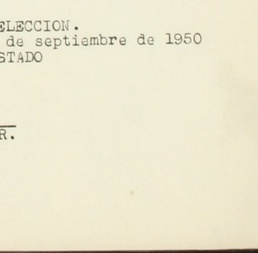 ELECCION.
de septiembre de 1950
STADO
R.